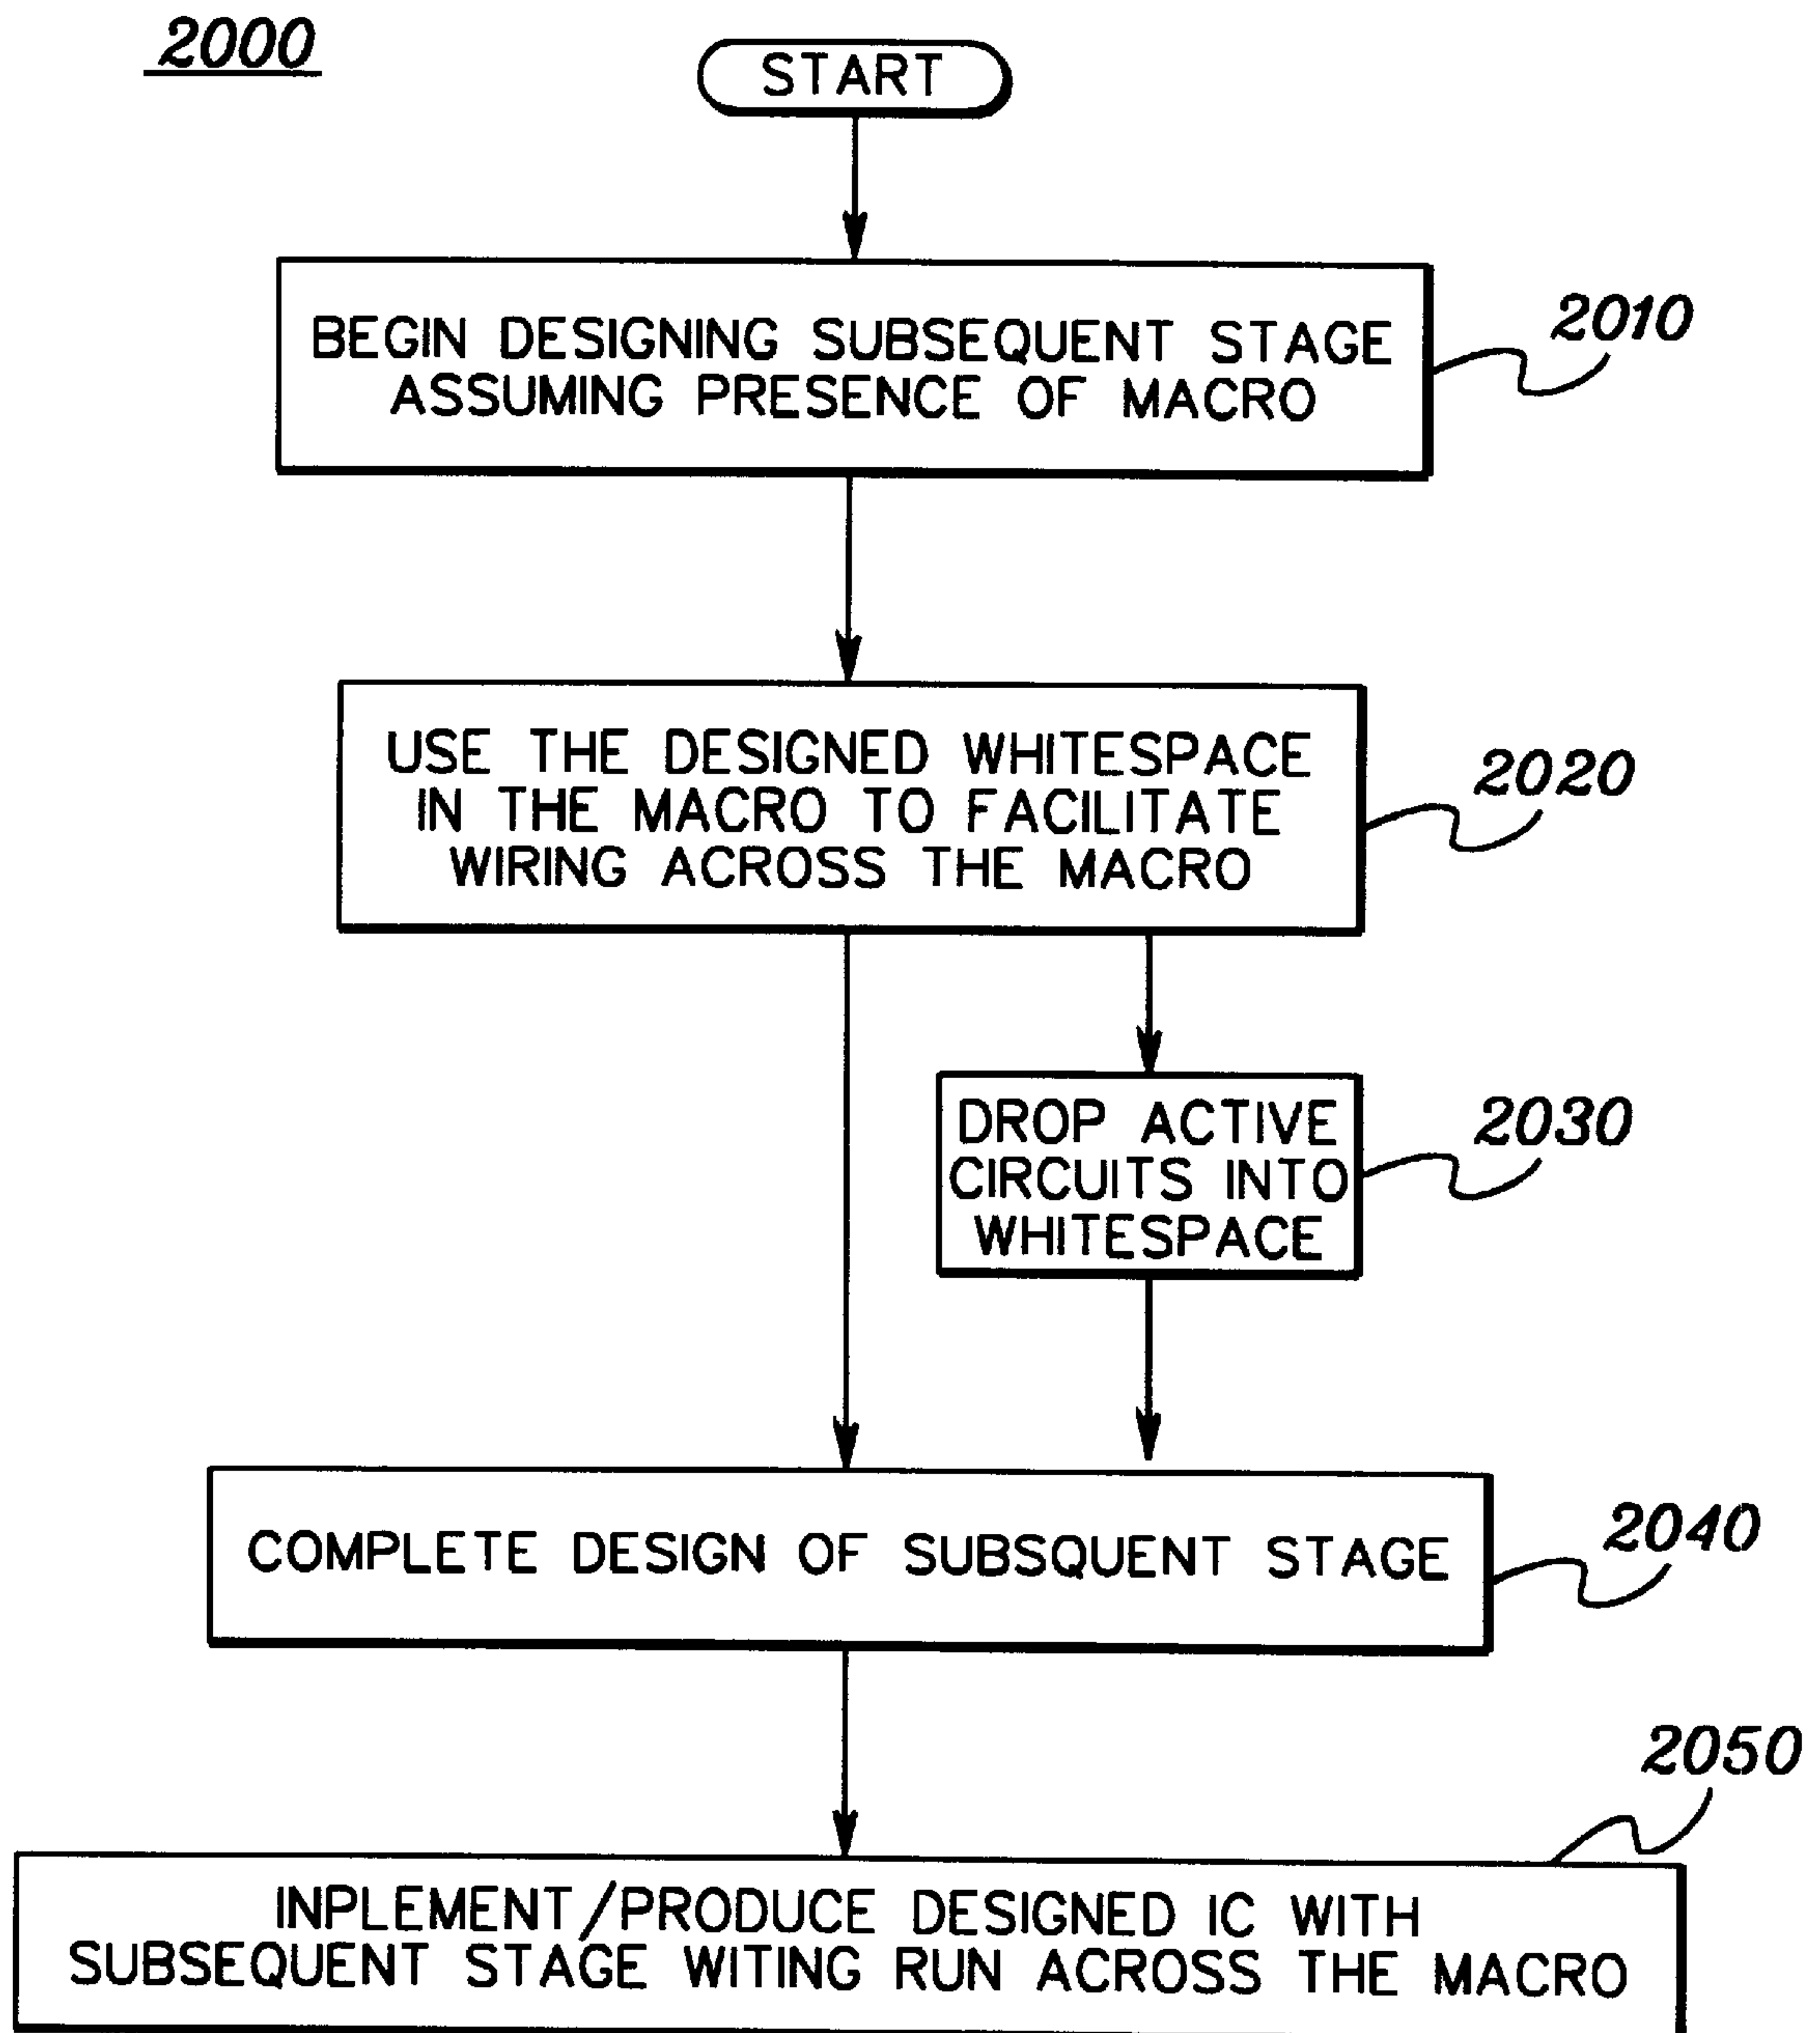 2000
START
BEGIN DESIGNING SUBSEQUENT STAGE
ASSUMING PRESENCE OF MACRO
2010
USE THE DESIGNED WHITESPACE
IN THE MACRO TO FACILITATE
WIRING ACROSS THE MACRO
2020
DROP ACTIVE
CIRCUITS INTO
WHITESPACE
2030
COMPLETE DESIGN OF SUBSQUENT STAGE
2040
INPLEMENT/PRODUCE DESIGNED IC WITH
SUBSEQUENT STAGE WITING RUN ACROSS THE MACRO
2050